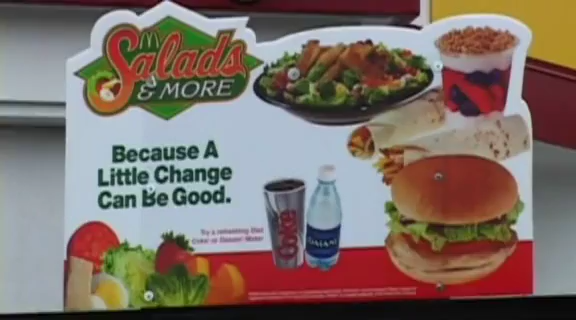 Salads
& MORE
Because A
Little Change
Can Be Good.
Try a refreshing Diet
Coke or Dasani Water
Coke
DASANI